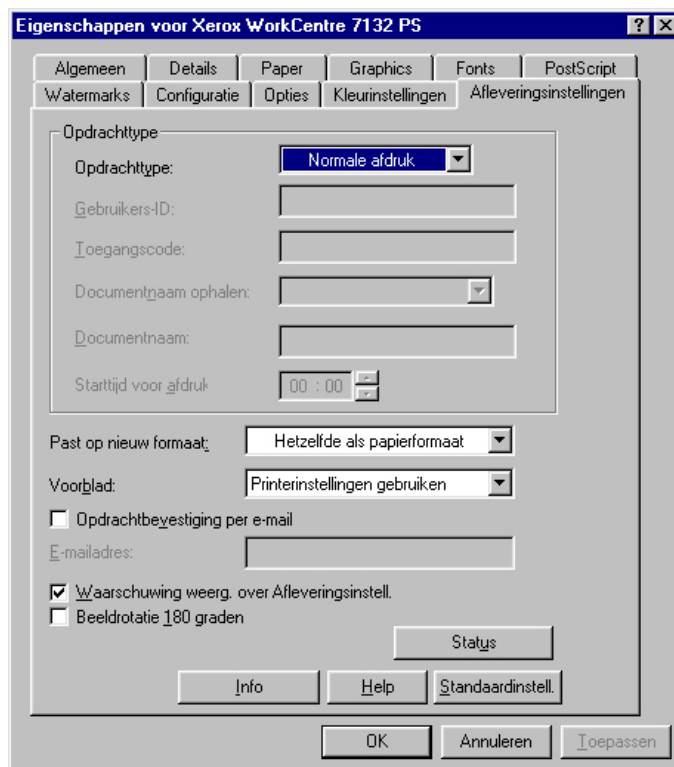 Eigenschappen voor Xerox WorkCentre 7132 PS
Algemeen Details Paper Graphics Fonts PostScript
Watermarks Configuratie Opties Kleurinstellingen Afleveringsinstellingen
Opdrachttype
Opdrachttype: Normale afdruk
Gebruikers-ID:
Toegangscode:
Documentnaam ophalen:
Documentnaam:
Starttijd voor afdruk 00 : 00
Past op nieuw formaat: Hetzelfde als papierformaat
Voorblad: Printerinstellingen gebruiken
Opdrachtbevestiging per e-mail
E-mailadres:
Waarschuwing weerg. over Afleveringsinstell.
Beeldrotatie 180 graden
Status
Info Help Standaardinstell.
OK Annuleren Toepassen